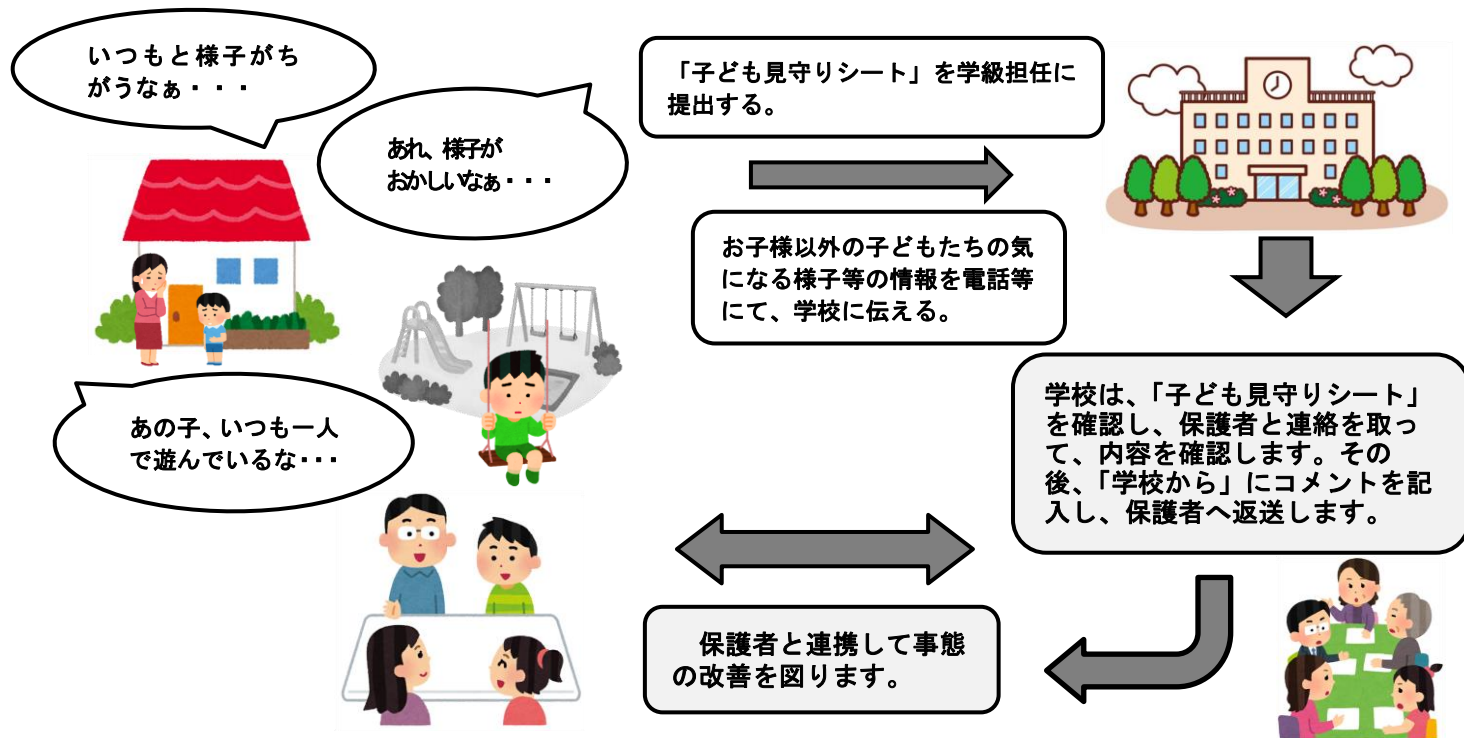 いつもと様子がち
がうなぁ・・・
あれ、様子が
おかしいなぁ・・・
「子ども見守りシート」を学級担任に
提出する。
お子様以外の子どもたちの気
になる様子等の情報を電話等
にて、学校に伝える。
あの子、いつも一人
で遊んでいるな・・・
学校は、「子ども見守りシート」
を確認し、保護者と連絡を取っ
て、内容を確認します。その
後、「学校から」にコメントを記
入し、保護者へ返送します。
保護者と連携して事態
の改善を図ります。